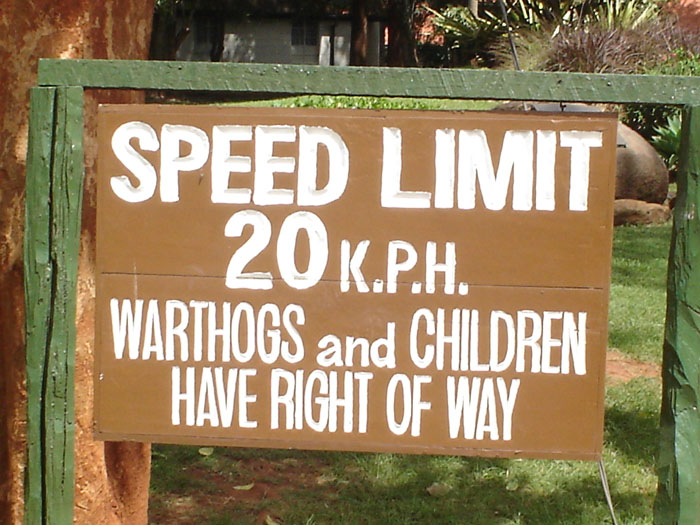 SPEED LIMIT
20 K.P.H.
WARTHOGS and CHILDREN
HAVE RIGHT OF WAY